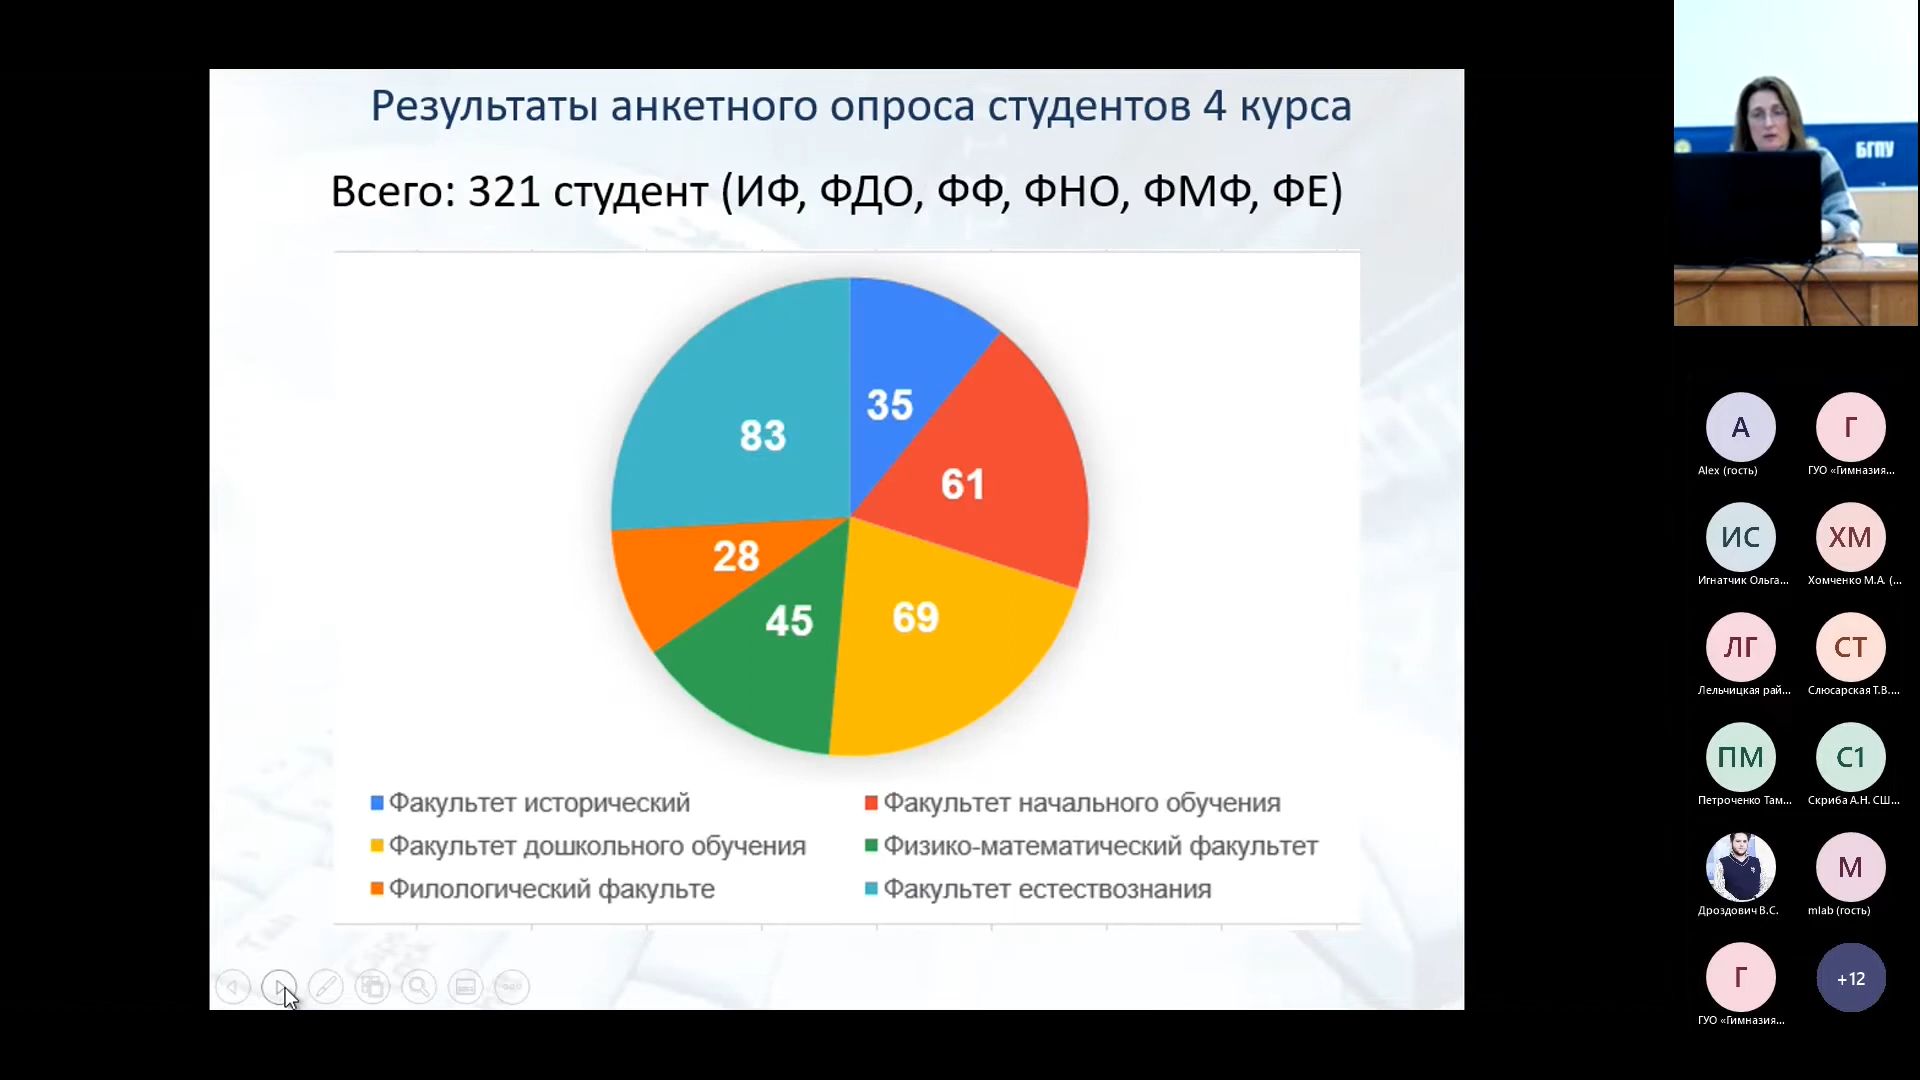 Результаты анкетного опроса студентов 4 курса
Всего: 321 студент (ИФ, ФДО, ФФ, ФНО, ФМФ, ФЕ)
35
61
83
28
45
69
Факультет исторический
Факультет начального обучения
Факультет дошкольного обучения
Физико-математический факультет
Филологический факульте
Факультет естествознания
БГПУ
А
Г
Alex (гость)
ГУО «Гимназия...
ИС
ХМ
Игнатчик Ольга...
Хомченко М.А. (...
ЛГ
СТ
Лельчицкая рай...
Слюсарская Т.В....
ПМ
С1
Петроченко Там...
Скриба А.Н. СШ...
М
Дроздович В.С.
mlab (гость)
Г
+12
ГУО «Гимназия...